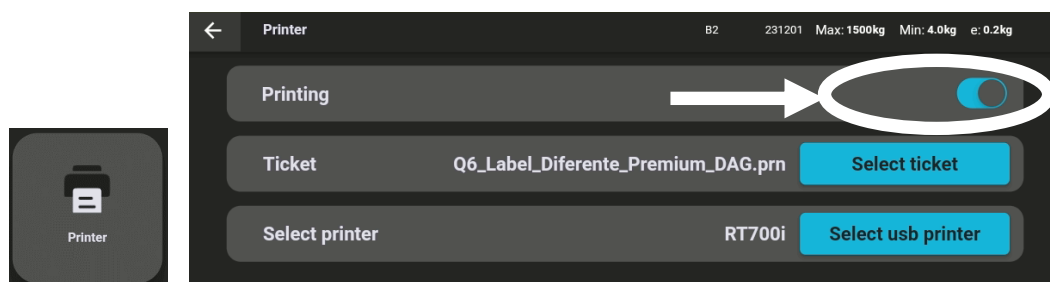 Printer
Printer B2 231201 Max: 1500kg Min: 4.0kg e: 0.2kg
Printing
Ticket Q6_Label_Diferente_Premium_DAG.prn Select ticket
Select printer RT700i Select usb printer